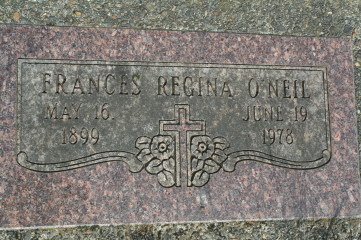 FRANCES REGINA O'NEIL
MAY 16, JUNE 19
1899 1978